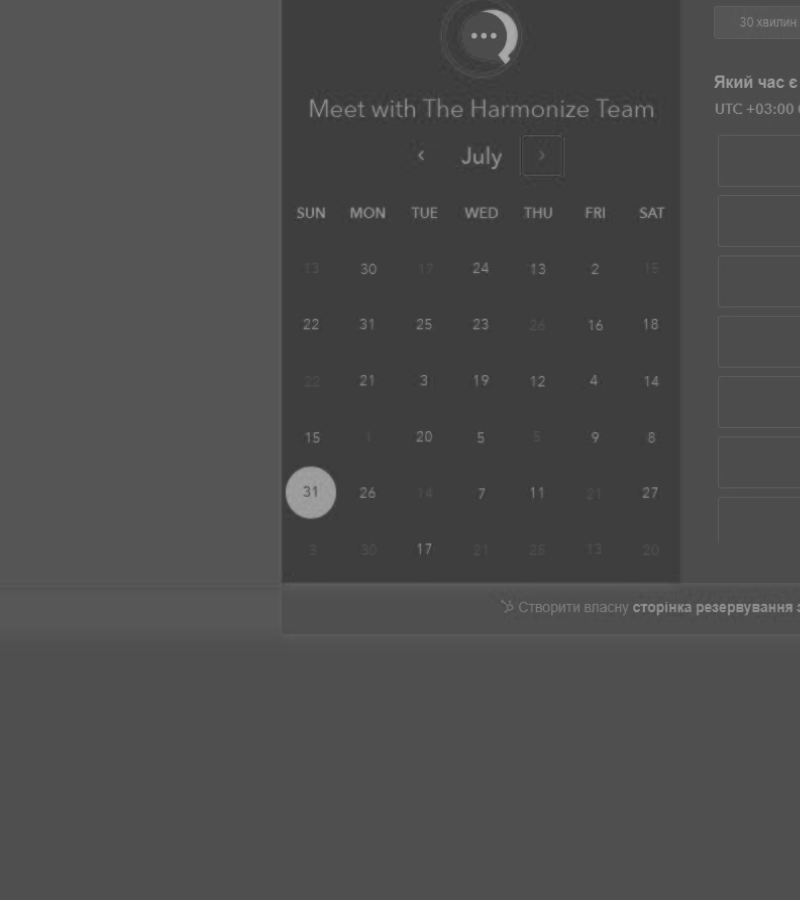 30 хвилин
Який час є
UTC +03:00
Meet with The Harmonize Team
July
SUN MON TUE WED THU FRI SAT
13 30 17 24 13 2 15
22 31 25 23 26 16 18
22 21 3 19 12 4 14
15 1 20 5 5 9 8
31 26 14 7 11 21 27
3 30 17 21 26 13 20
Створити власну сторінка резервування